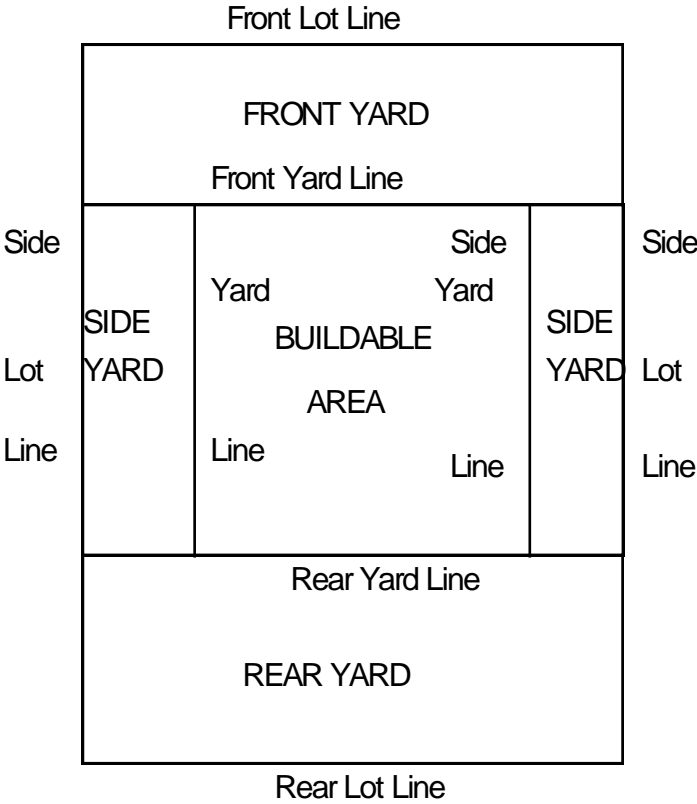 Front Lot Line
FRONT YARD
Front Yard Line
Side Side Side
Yard Yard
SIDE SIDE
BUILDABLE
Lot YARD YARD Lot
AREA
Line Line
Line Line
Rear Yard Line
REAR YARD
Rear Lot Line